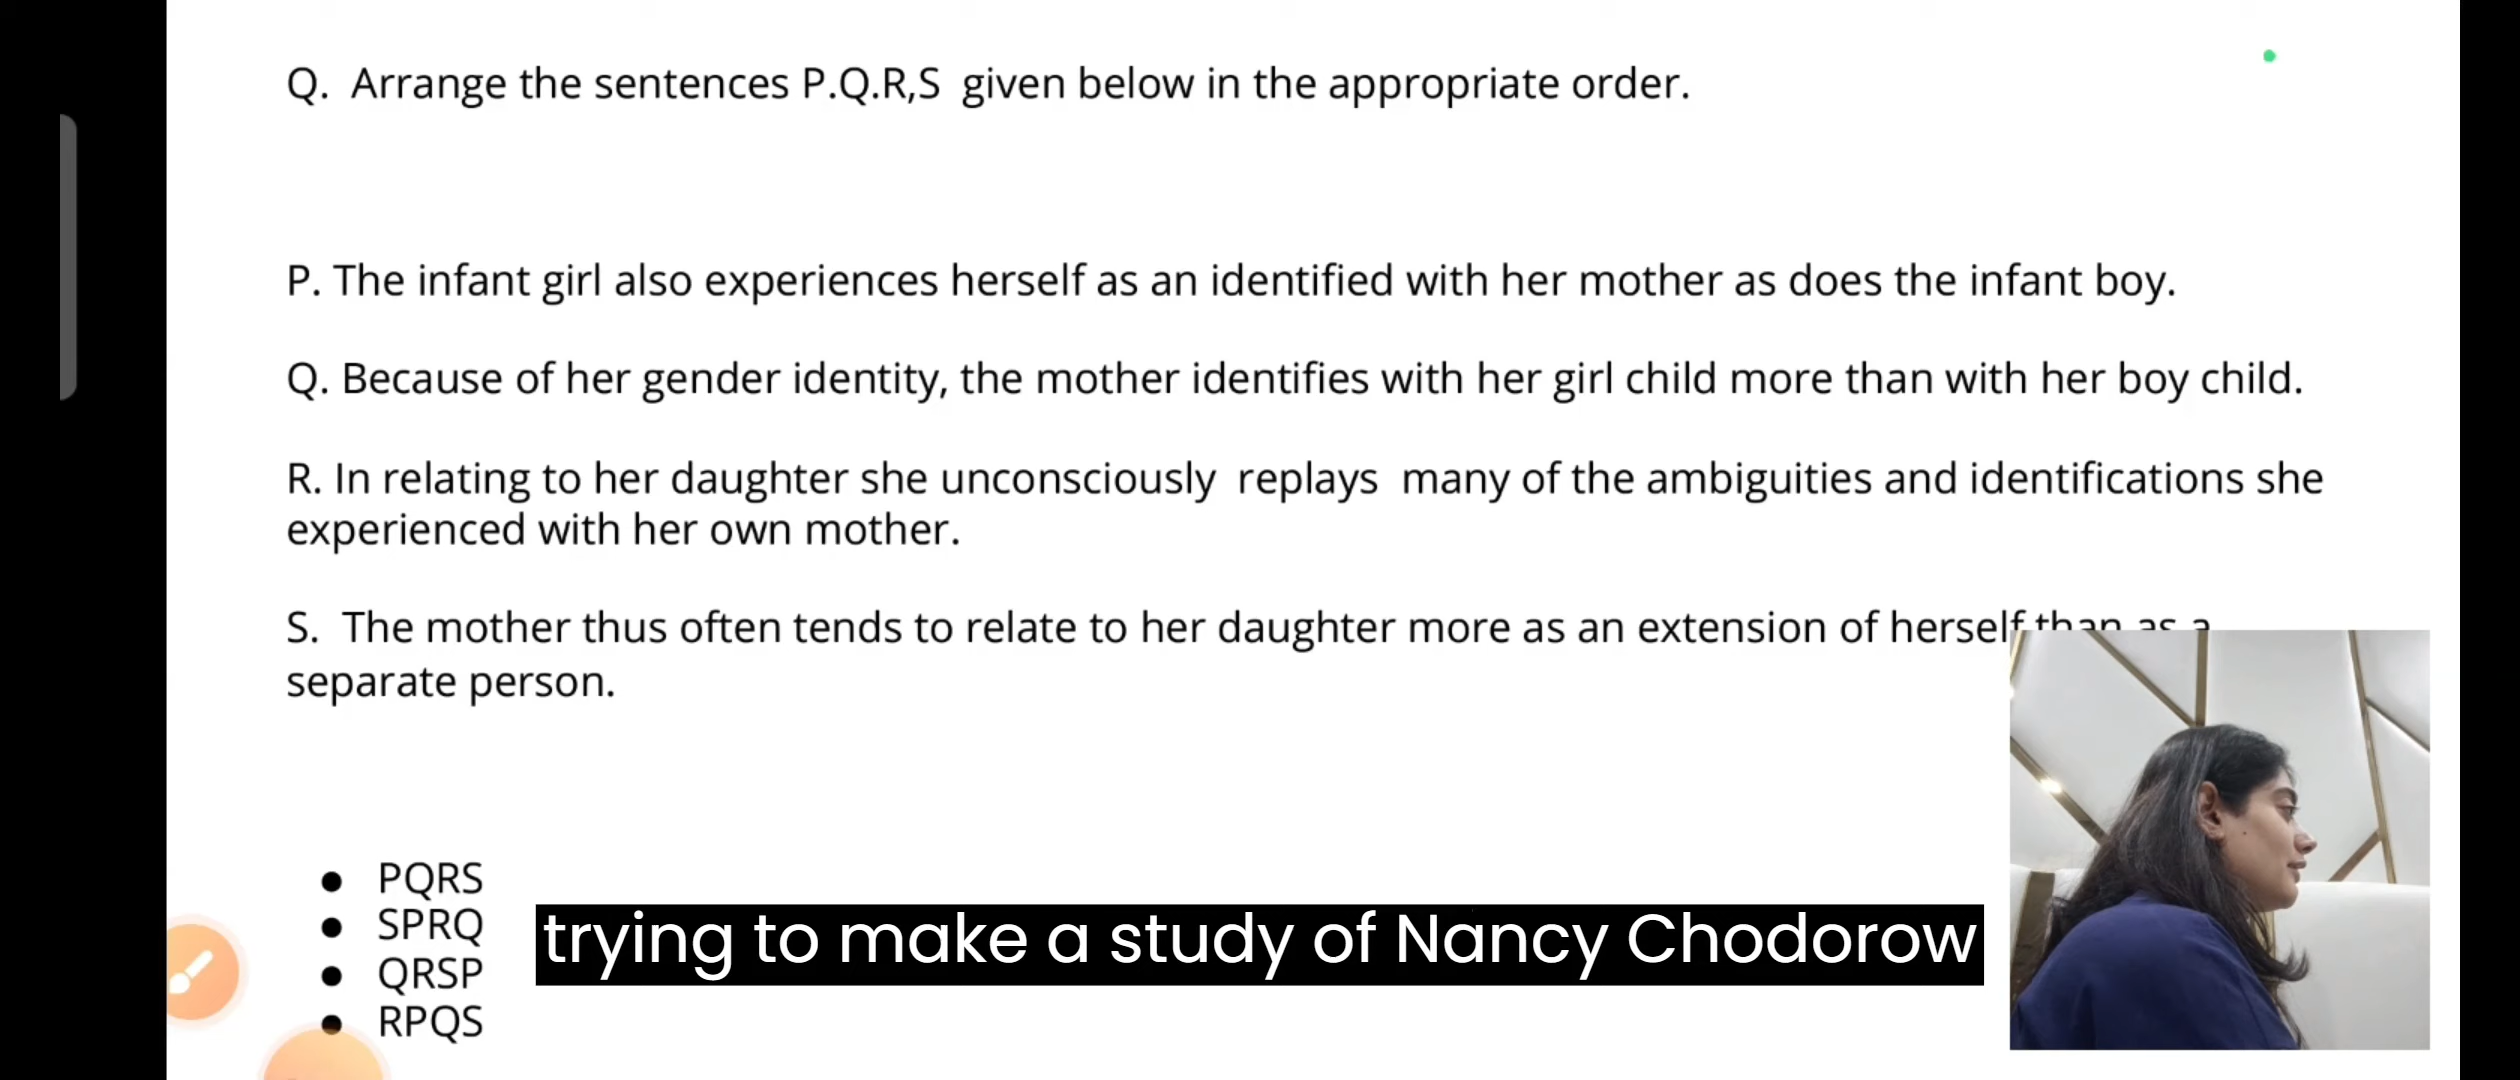 Q. Arrange the sentences P.Q.R,S given below in the appropriate order.
P. The infant girl also experiences herself as an identified with her mother as does the infant boy.
Q. Because of her gender identity, the mother identifies with her girl child more than with her boy child.
R. In relating to her daughter she unconsciously replays many of the ambiguities and identifications she
experienced with her own mother.
S. The mother thus often tends to relate to her daughter more as an extension of herself than as a
separate person.
● PQRS
● SPRQ
● QRSP
● RPQS
trying to make a study of Nancy Chodorow